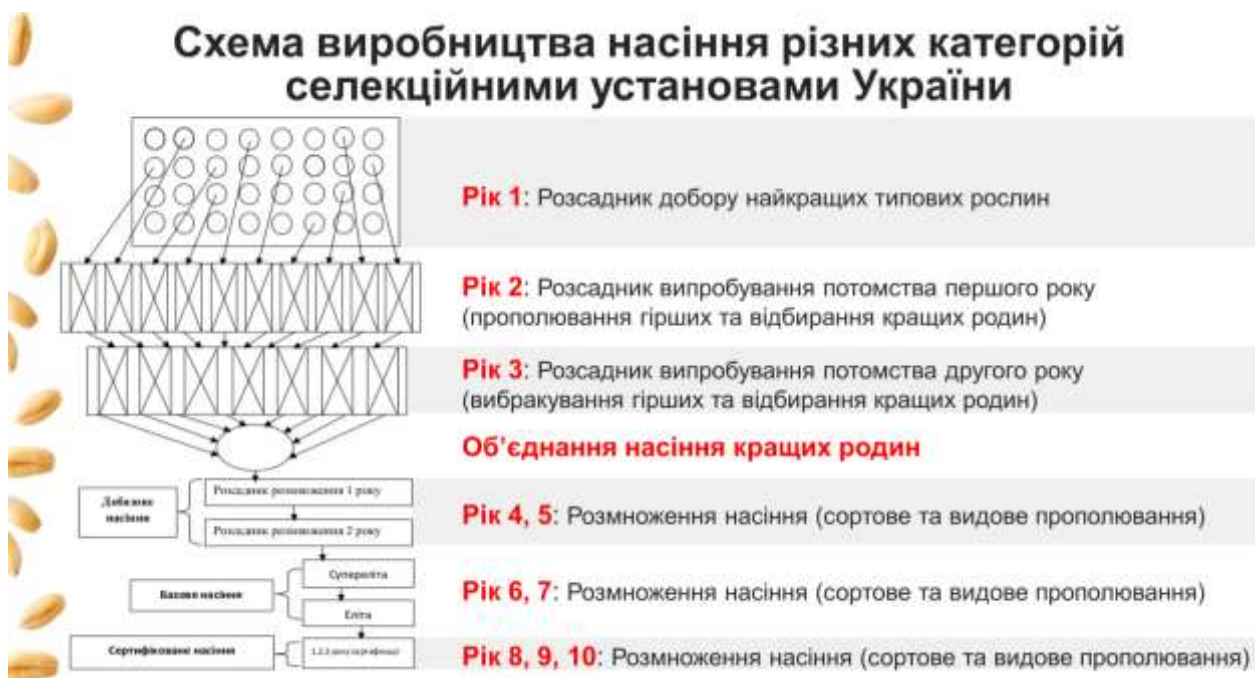 Схема виробництва насіння різних категорій
селекційними установами України
Рік 1: Розсадник добору найкращих типових рослин
Рік 2: Розсадник випробування потомства першого року
(прополювання гірших та відбирання кращих родин)
Рік 3: Розсадник випробування потомства другого року
(вибракування гірших та відбирання кращих родин)
Об’єднання насіння кращих родин
Добазове
насіння
Розсадник розмноження 1 року
Розсадник розмноження 2 року
Рік 4, 5: Розмноження насіння (сортове та видове прополювання)
Базове насіння
Супереліта
Еліта
Рік 6, 7: Розмноження насіння (сортове та видове прополювання)
Сертифіковане насіння
Рік 8, 9, 10: Розмноження насіння (сортове та видове прополювання)